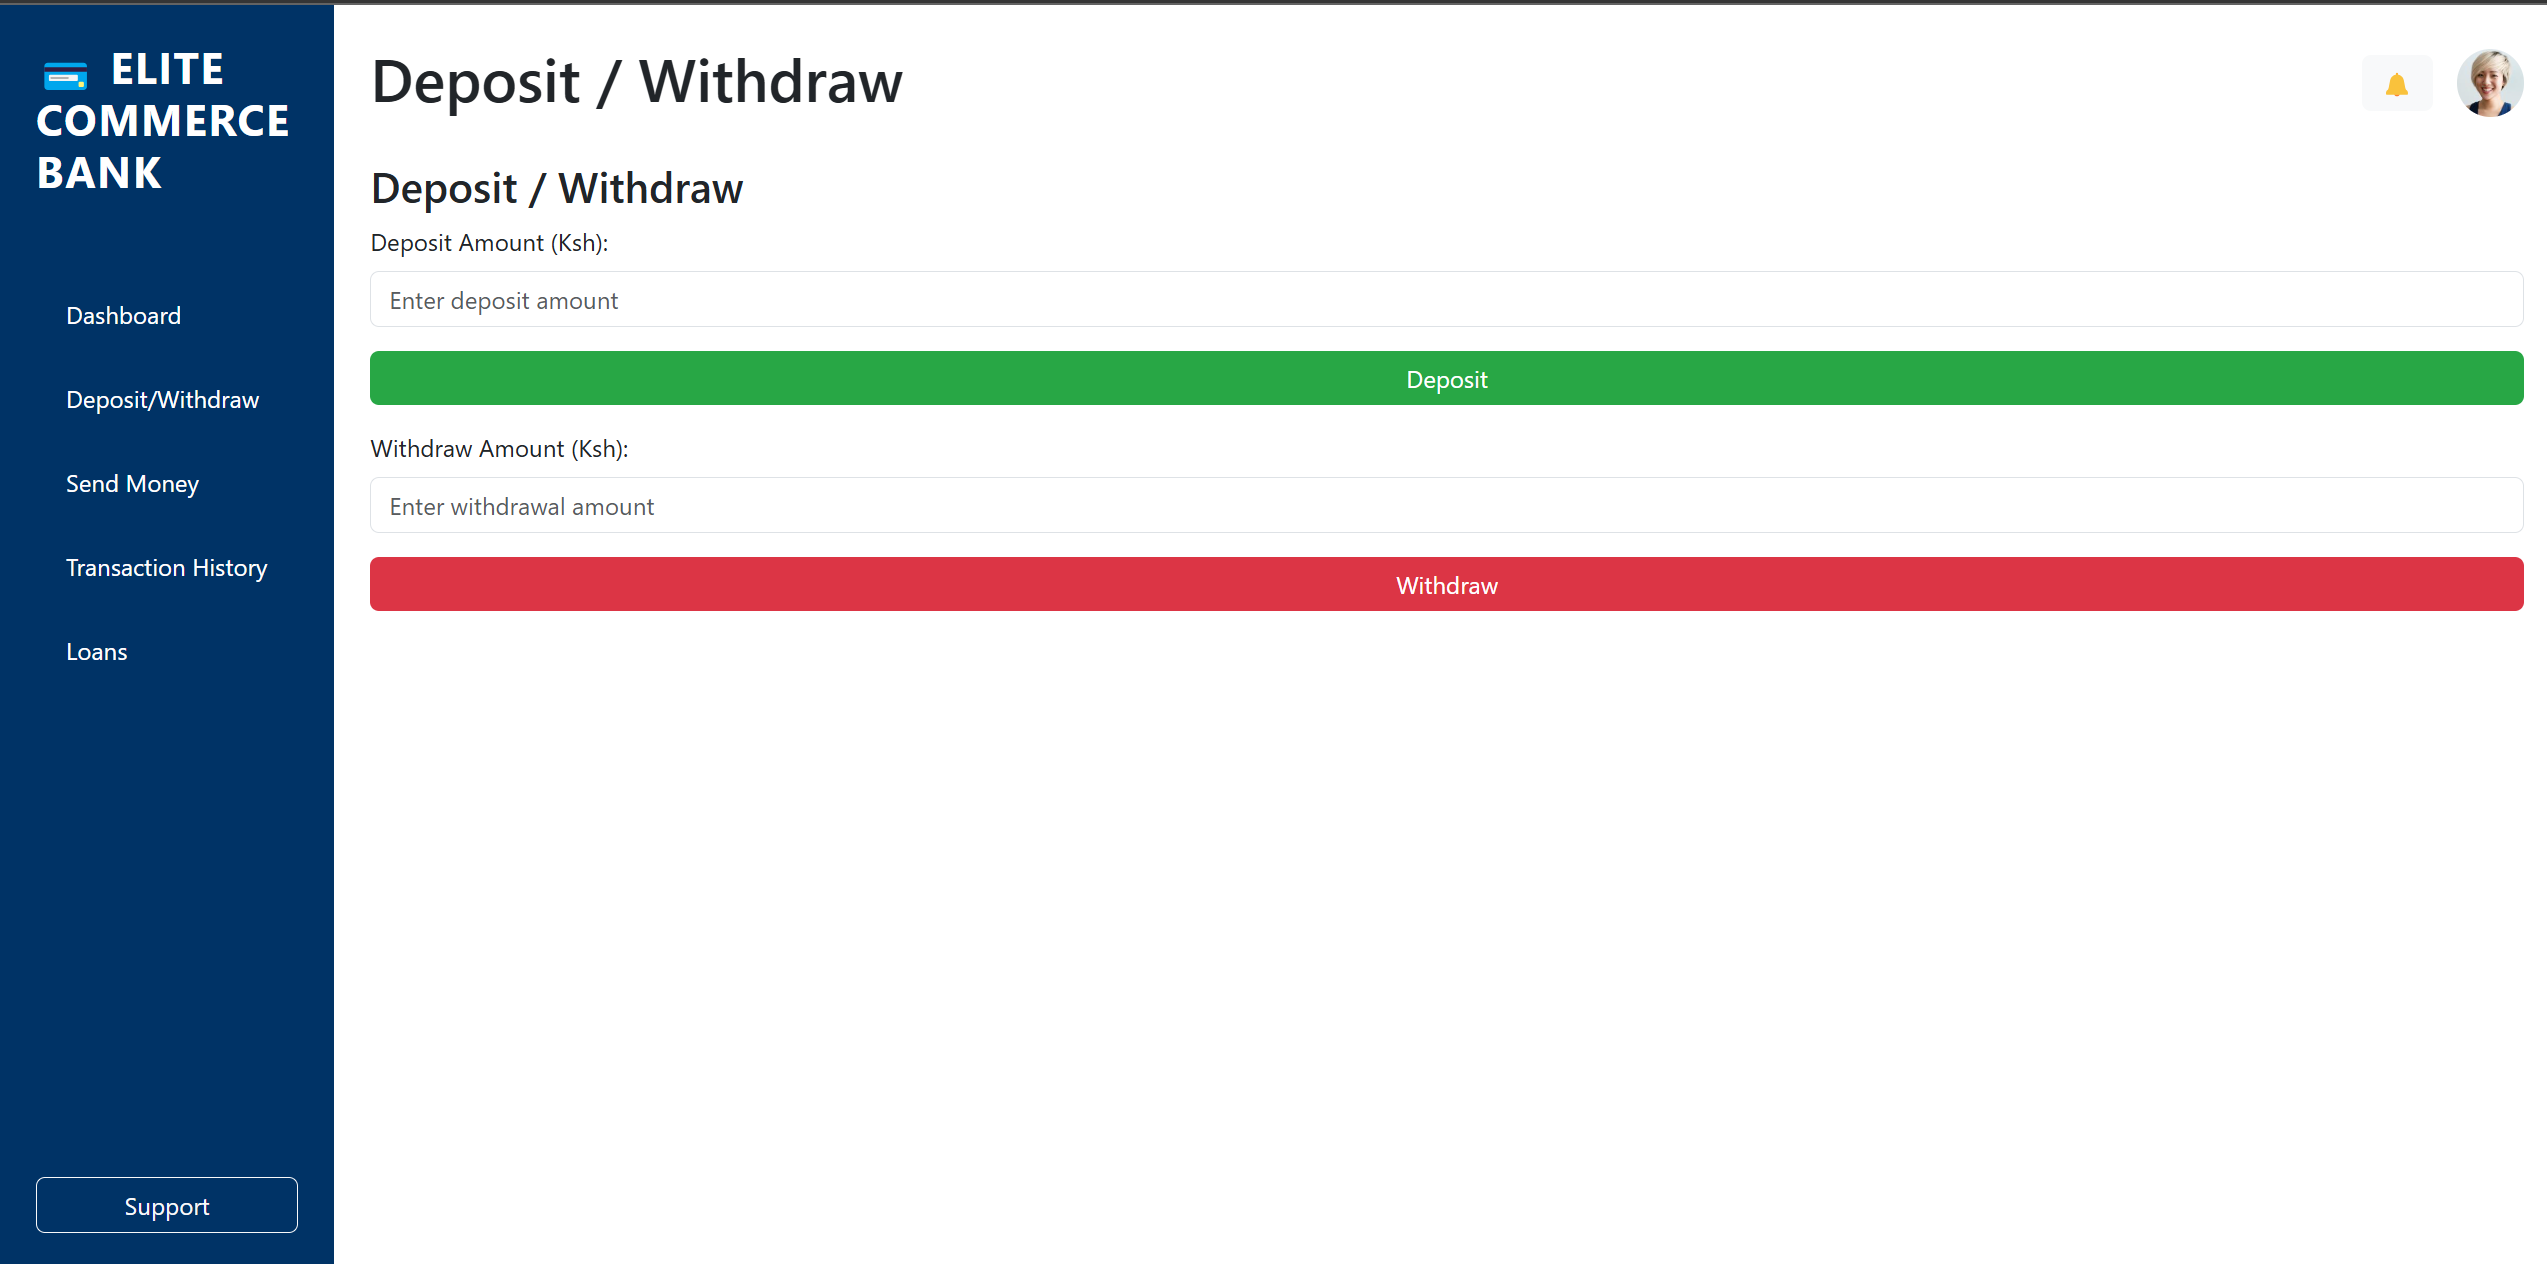 ELITE
COMMERCE
BANK
Dashboard
Deposit/Withdraw
Send Money
Transaction History
Loans
Support
Deposit / Withdraw
Deposit / Withdraw
Deposit Amount (Ksh):
Enter deposit amount
Deposit
Withdraw Amount (Ksh):
Enter withdrawal amount
Withdraw